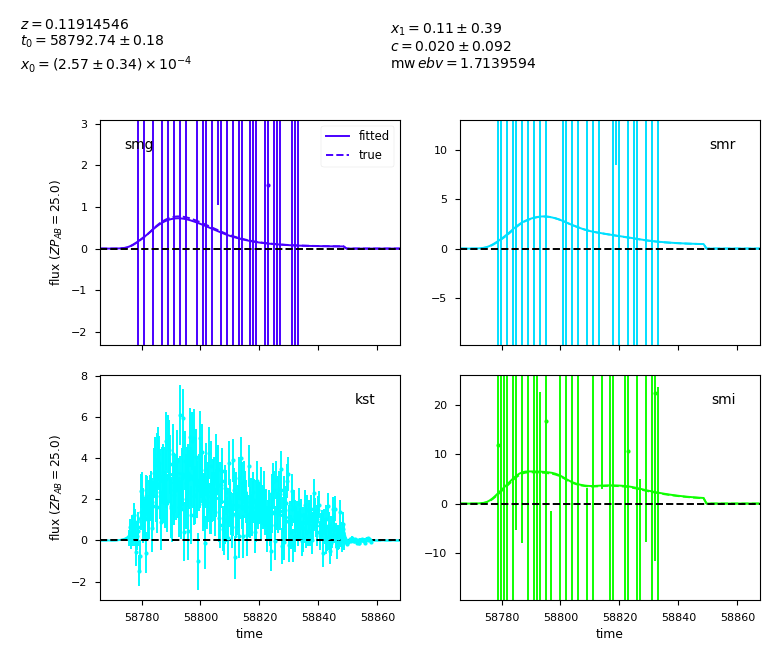 z = 0.11914546
t₀ = 58792.74 ± 0.18
x₀ = (2.57 ± 0.34) × 10⁻⁴
x₁ = 0.11 ± 0.39
c = 0.020 ± 0.092
mw ebv = 1.7139594
smg
fitted
true
3
2
1
0
−1
−2
flux (ZP_AB = 25.0)
smr
10
5
0
−5
kst
8
6
4
2
0
−2
flux (ZP_AB = 25.0)
58780 58800 58820 58840 58860
time
smi
20
10
0
−10
58780 58800 58820 58840 58860
time